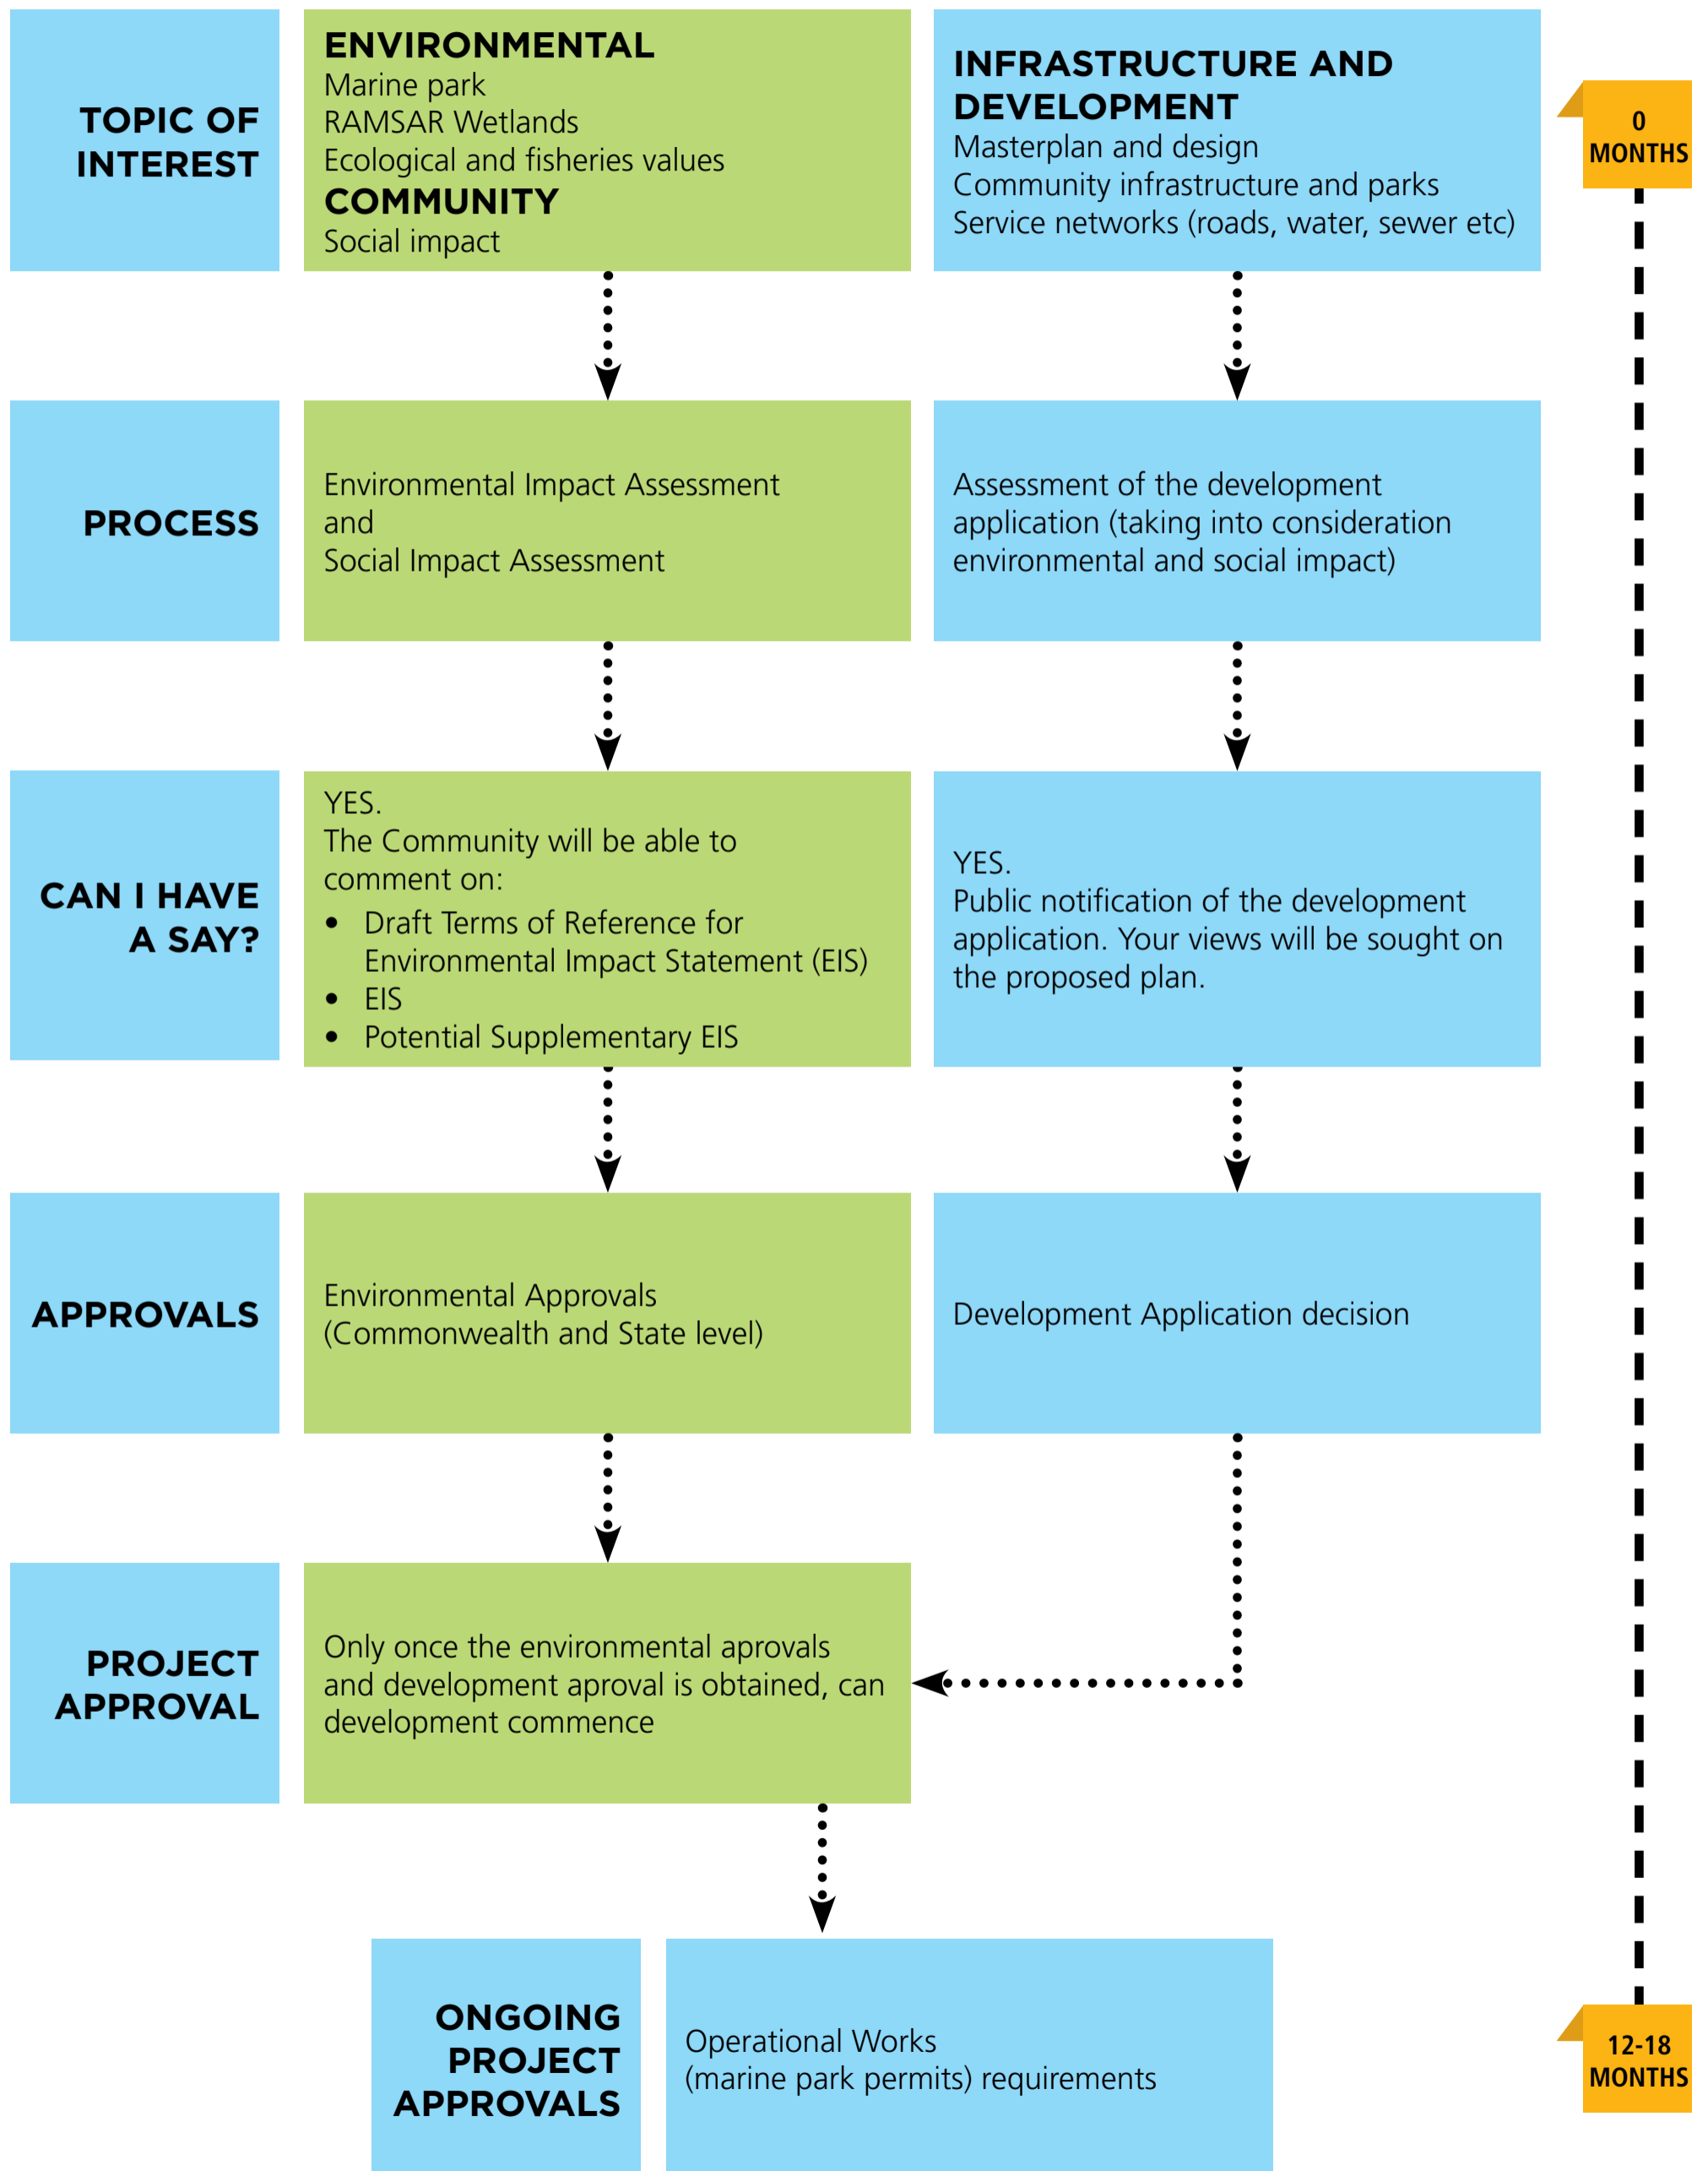 TOPIC OF
INTEREST
ENVIRONMENTAL
Marine park
RAMSAR Wetlands
Ecological and fisheries values
COMMUNITY
Social impact
INFRASTRUCTURE AND
DEVELOPMENT
Masterplan and design
Community infrastructure and parks
Service networks (roads, water, sewer etc)
0
MONTHS
PROCESS
Environmental Impact Assessment
and
Social Impact Assessment
Assessment of the development
application (taking into consideration
environmental and social impact)
CAN I HAVE
A SAY?
YES.
The Community will be able to
comment on:
• Draft Terms of Reference for
Environmental Impact Statement (EIS)
• EIS
• Potential Supplementary EIS
YES.
Public notification of the development
application. Your views will be sought on
the proposed plan.
APPROVALS
Environmental Approvals
(Commonwealth and State level)
Development Application decision
PROJECT
APPROVAL
Only once the environmental aprovals
and development aproval is obtained, can
development commence
ONGOING
PROJECT
APPROVALS
Operational Works
(marine park permits) requirements
12-18
MONTHS